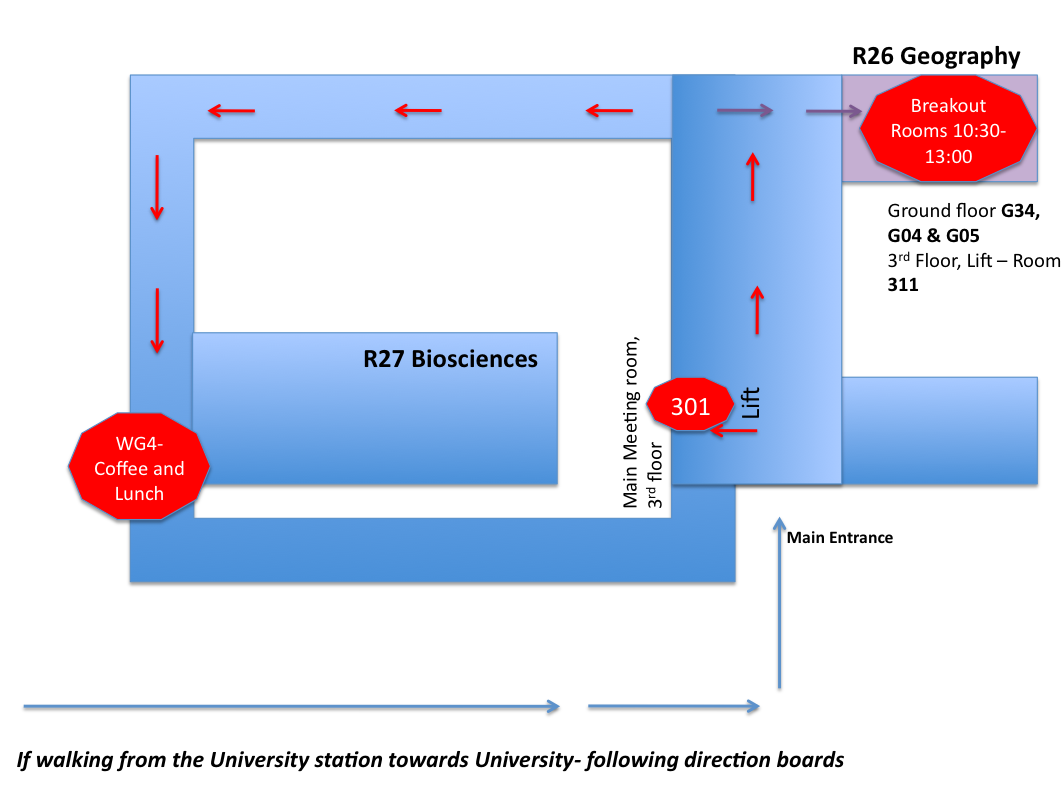 R26 Geography
Breakout
Rooms 10:30-
13:00
Ground floor G34,
G04 & G05
3rd Floor, Lift – Room
311
R27 Biosciences
Main Meeting room,
3rd floor
301
Lift
WG4-
Coffee and
Lunch
Main Entrance
If walking from the University station towards University- following direction boards